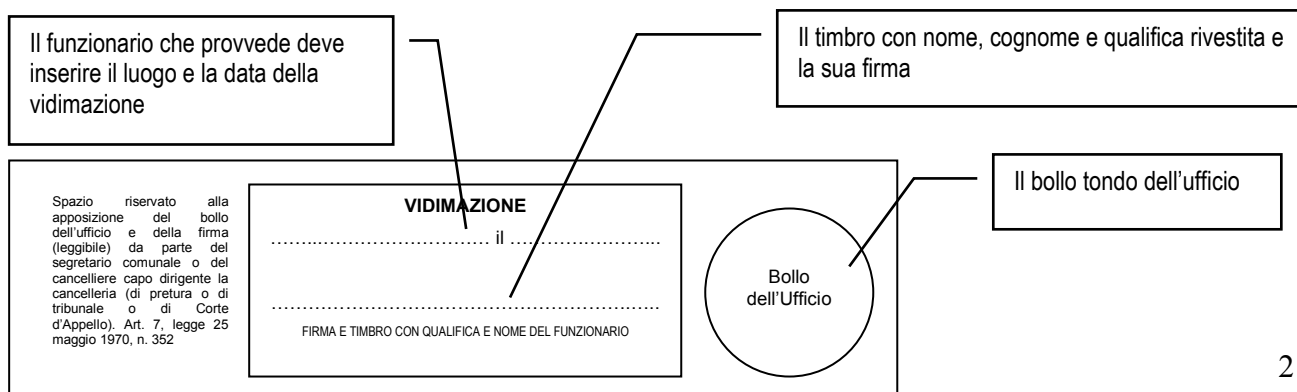 Il funzionario che provvede deve
inserire il luogo e la data della
vidimazione
Il timbro con nome, cognome e qualifica rivestita e
la sua firma
Il bollo tondo dell'ufficio
Spazio riservato alla
apposizione del bollo
dell'ufficio e della firma
(leggibile) da parte del
segretario comunale o del
cancelliere capo dirigente la
cancelleria (di pretura o di
tribunale o di Corte
d'Appello). Art. 7, legge 25
maggio 1970, n. 352
VIDIMAZIONE
…………………………………… il ……………………..
…………………………………………………………………..
FIRMA E TIMBRO CON QUALIFICA E NOME DEL FUNZIONARIO
Bollo
dell'Ufficio
2